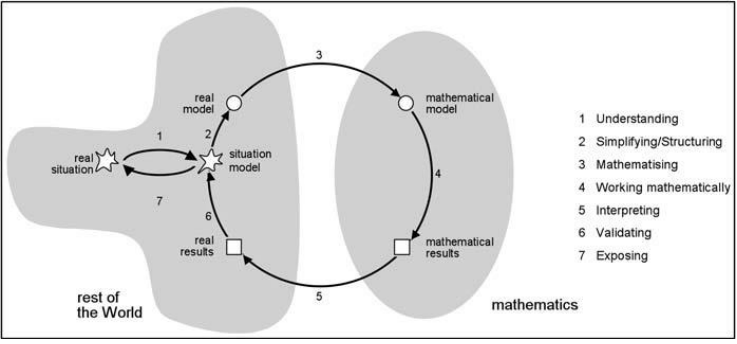 3
real
model
mathematical
model
1
2
real
situation
situation
model
4
7
6
real
results
mathematical
results
5
rest of
the World
mathematics
1 Understanding
2 Simplifying/Structuring
3 Mathematising
4 Working mathematically
5 Interpreting
6 Validating
7 Exposing